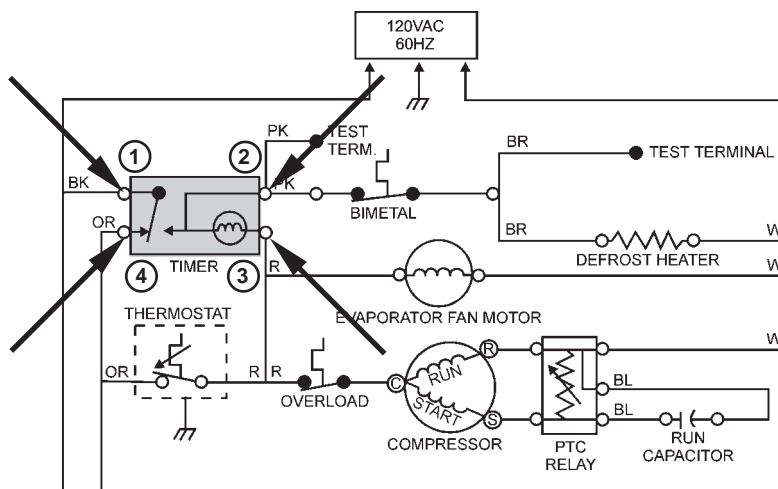 120VAC
60HZ
PK
TEST
TERM.
1
2
BK
PK
BIMETAL
BR
TEST TERMINAL
OR
BR
W
DEFROST HEATER
4
TIMER
3
R
W
EVAPORATOR FAN MOTOR
THERMOSTAT
OR
R
R
OVERLOAD
C
RUN
START
R
S
COMPRESSOR
W
BL
BL
PTC
RELAY
RUN
CAPACITOR